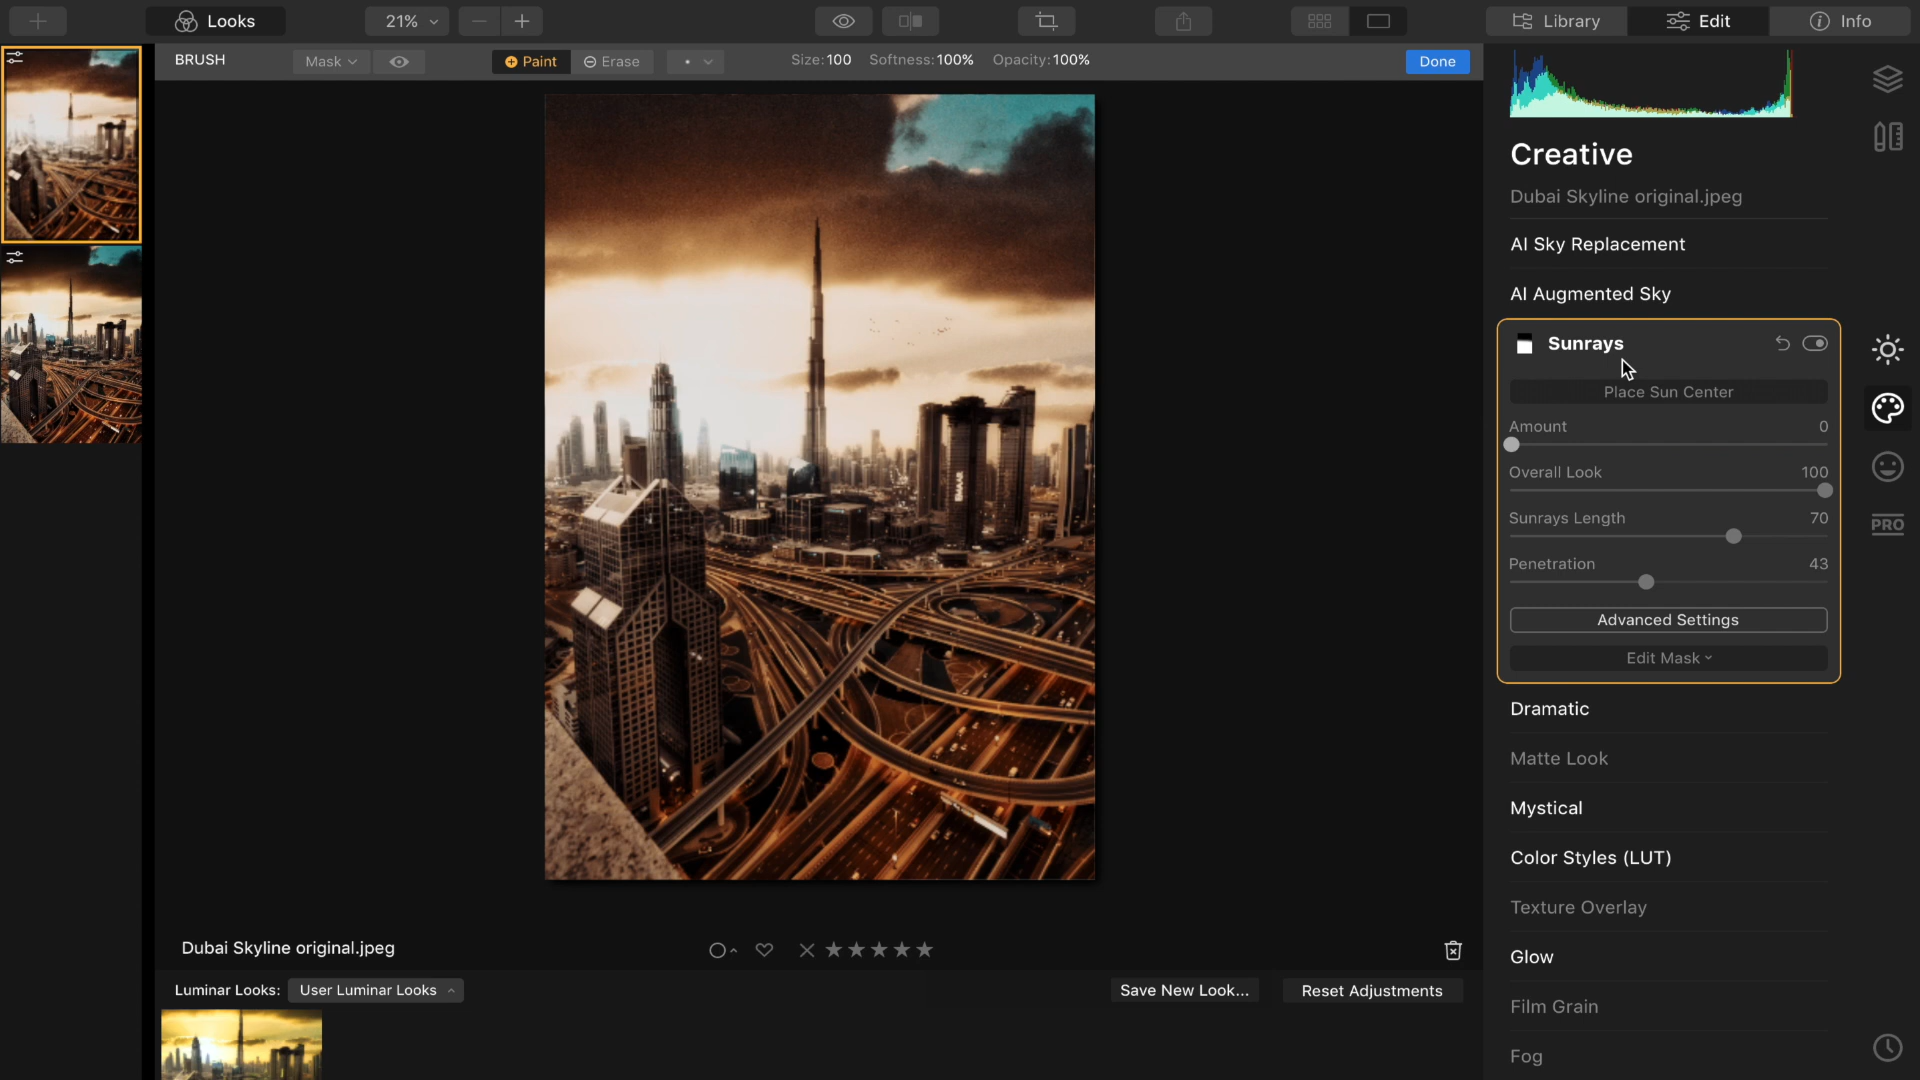 Looks
21%
Library
Edit
Info
BRUSH
Mask
Paint
Erase
Size: 100
Softness: 100%
Opacity: 100%
Done
Creative
Dubai Skyline original.jpeg
AI Sky Replacement
AI Augmented Sky
Sunrays
Place Sun Center
Amount 0
Overall Look 100
Sunrays Length 70
Penetration 43
Advanced Settings
Edit Mask
PRO
Dramatic
Matte Look
Mystical
Color Styles (LUT)
Texture Overlay
Glow
Film Grain
Fog
EMAAR
Dubai Skyline original.jpeg
Luminar Looks: User Luminar Looks
Save New Look...
Reset Adjustments